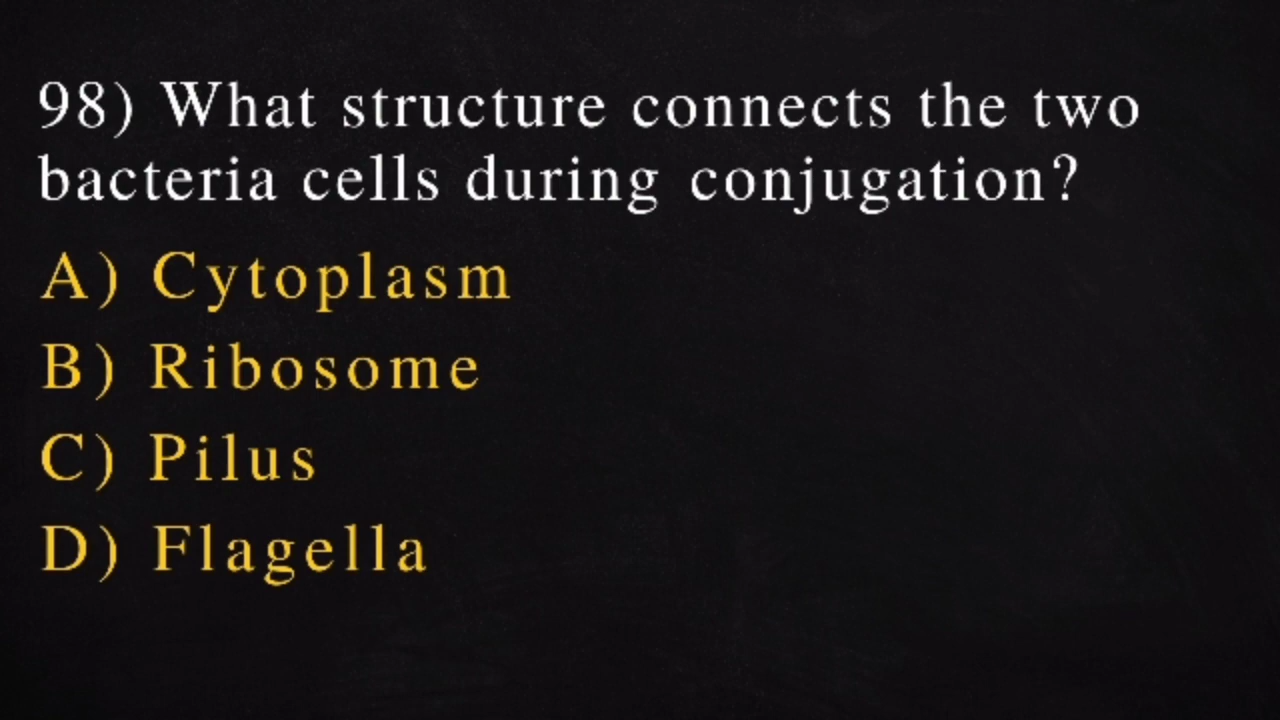 98) What structure connects the two
bacteria cells during conjugation?
A) Cytoplasm
B) Ribosome
C) Pilus
D) Flagella